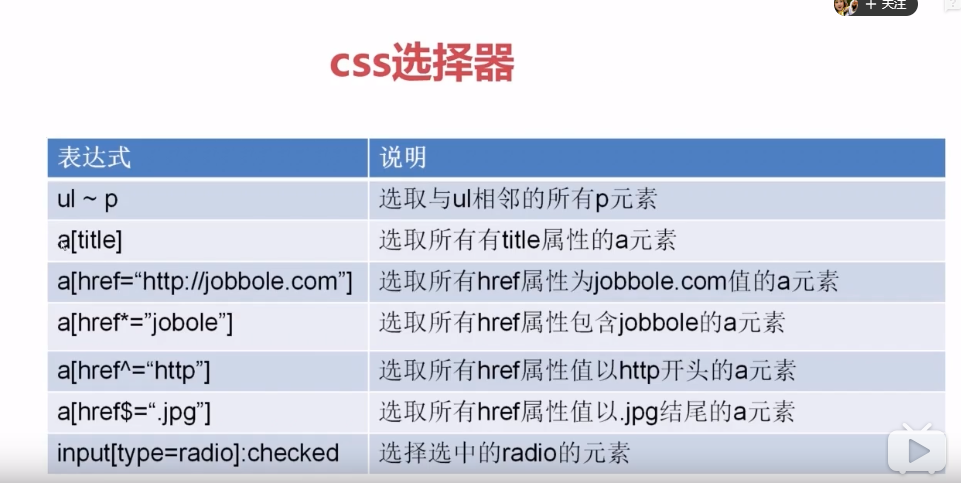 + 关注
css选择器
表达式 说明
ul ~ p 选取与ul相邻的所有p元素
a[title] 选取所有有title属性的a元素
a[href=“http://jobbole.com”] 选取所有href属性为jobbole.com值的a元素
a[href*=”jobole”] 选取所有href属性包含jobbole的a元素
a[href^=“http”] 选取所有href属性值以http开头的a元素
a[href$=“.jpg”] 选取所有href属性值以.jpg结尾的a元素
input[type=radio]:checked 选择选中的radio的元素